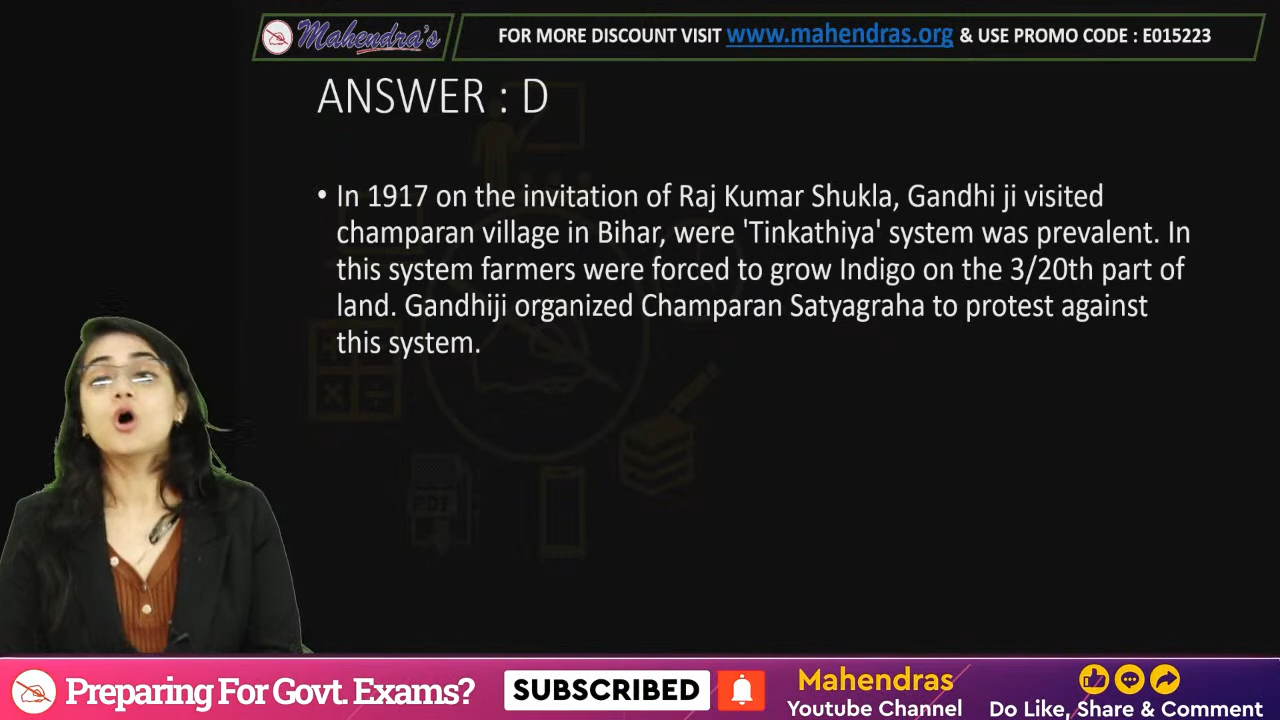 Mahendra's
FOR MORE DISCOUNT VISIT www.mahendras.org & USE PROMO CODE : E015223
ANSWER : D
• In 1917 on the invitation of Raj Kumar Shukla, Gandhi ji visited
champaran village in Bihar, were 'Tinkathiya' system was prevalent. In
this system farmers were forced to grow Indigo on the 3/20th part of
land. Gandhiji organized Champaran Satyagraha to protest against
this system.
PDF
Preparing For Govt. Exams?
SUBSCRIBED
Mahendras
Youtube Channel
Do Like, Share & Comment